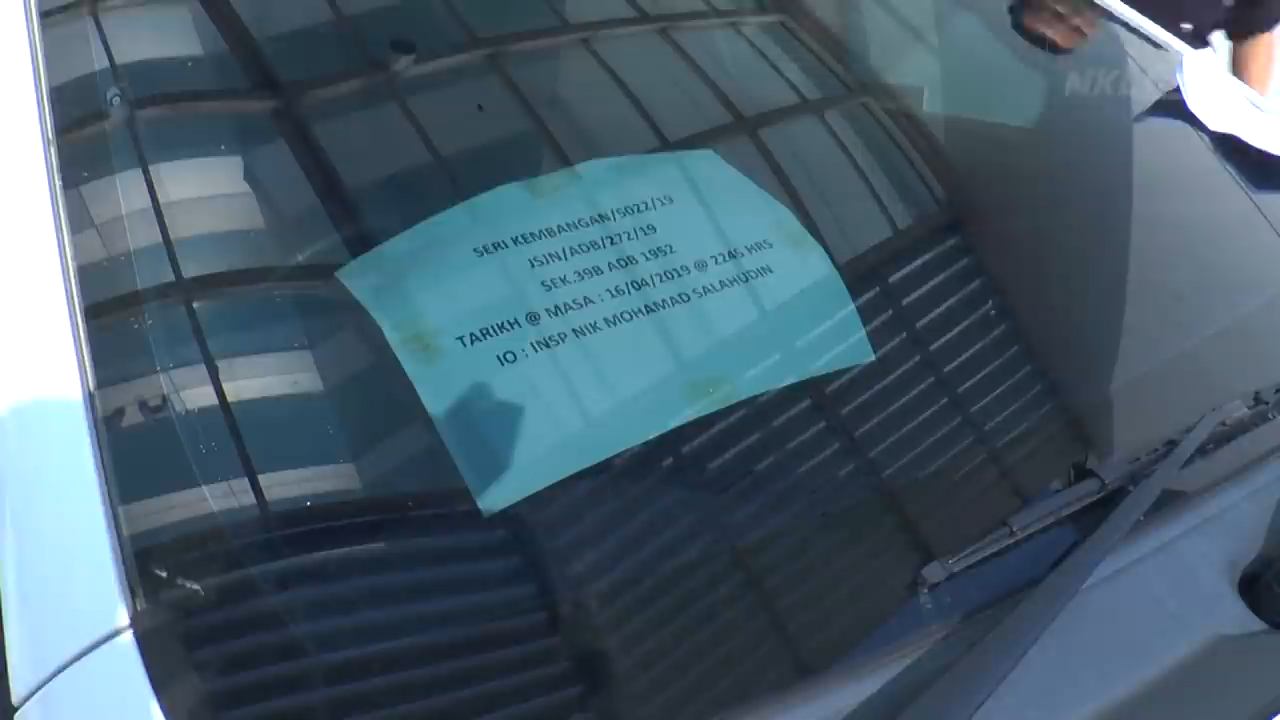 SERI KEMBANGAN/5022/19
JSJN/ADB/272/19
SEK.39B ADB 1952
TARIKH @ MASA : 16/04/2019 @ 2245 HRS
IO : INSP NIK MOHAMAD SALAHUDIN